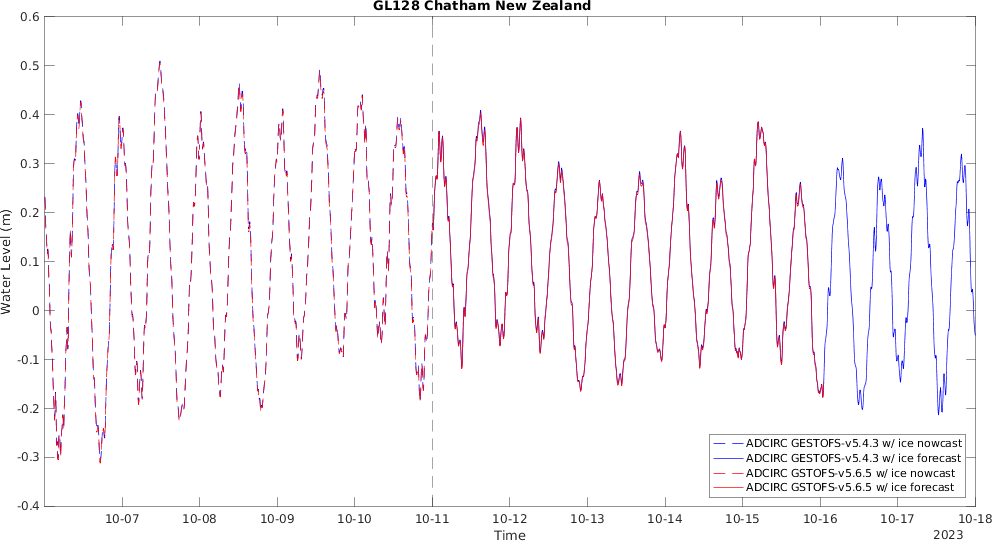 GL128 Chatham New Zealand
0.6
0.5
0.4
0.3
0.2
0.1
0
-0.1
-0.2
-0.3
-0.4
Water Level (m)
10-07 10-08 10-09 10-10 10-11 10-12 10-13 10-14 10-15 10-16 10-17 10-18
Time
2023
ADCIRC GESTOFS-v5.4.3 w/ ice nowcast
ADCIRC GESTOFS-v5.4.3 w/ ice forecast
ADCIRC GSTOFS-v5.6.5 w/ ice nowcast
ADCIRC GSTOFS-v5.6.5 w/ ice forecast